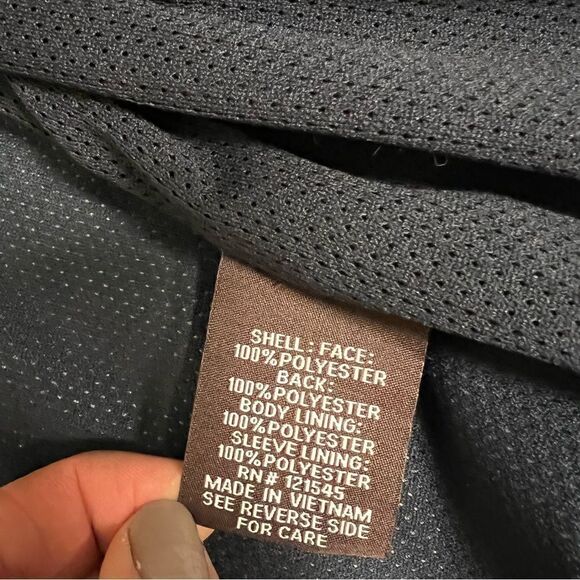 SHELL: FACE:
100%POLYESTER
BACK:
100%POLYESTER
BODY LINING:
100%POLYESTER
SLEEVE LINING:
100%POLYESTER
RN# 121545
MADE IN VIETNAM
SEE REVERSE SIDE
FOR CARE